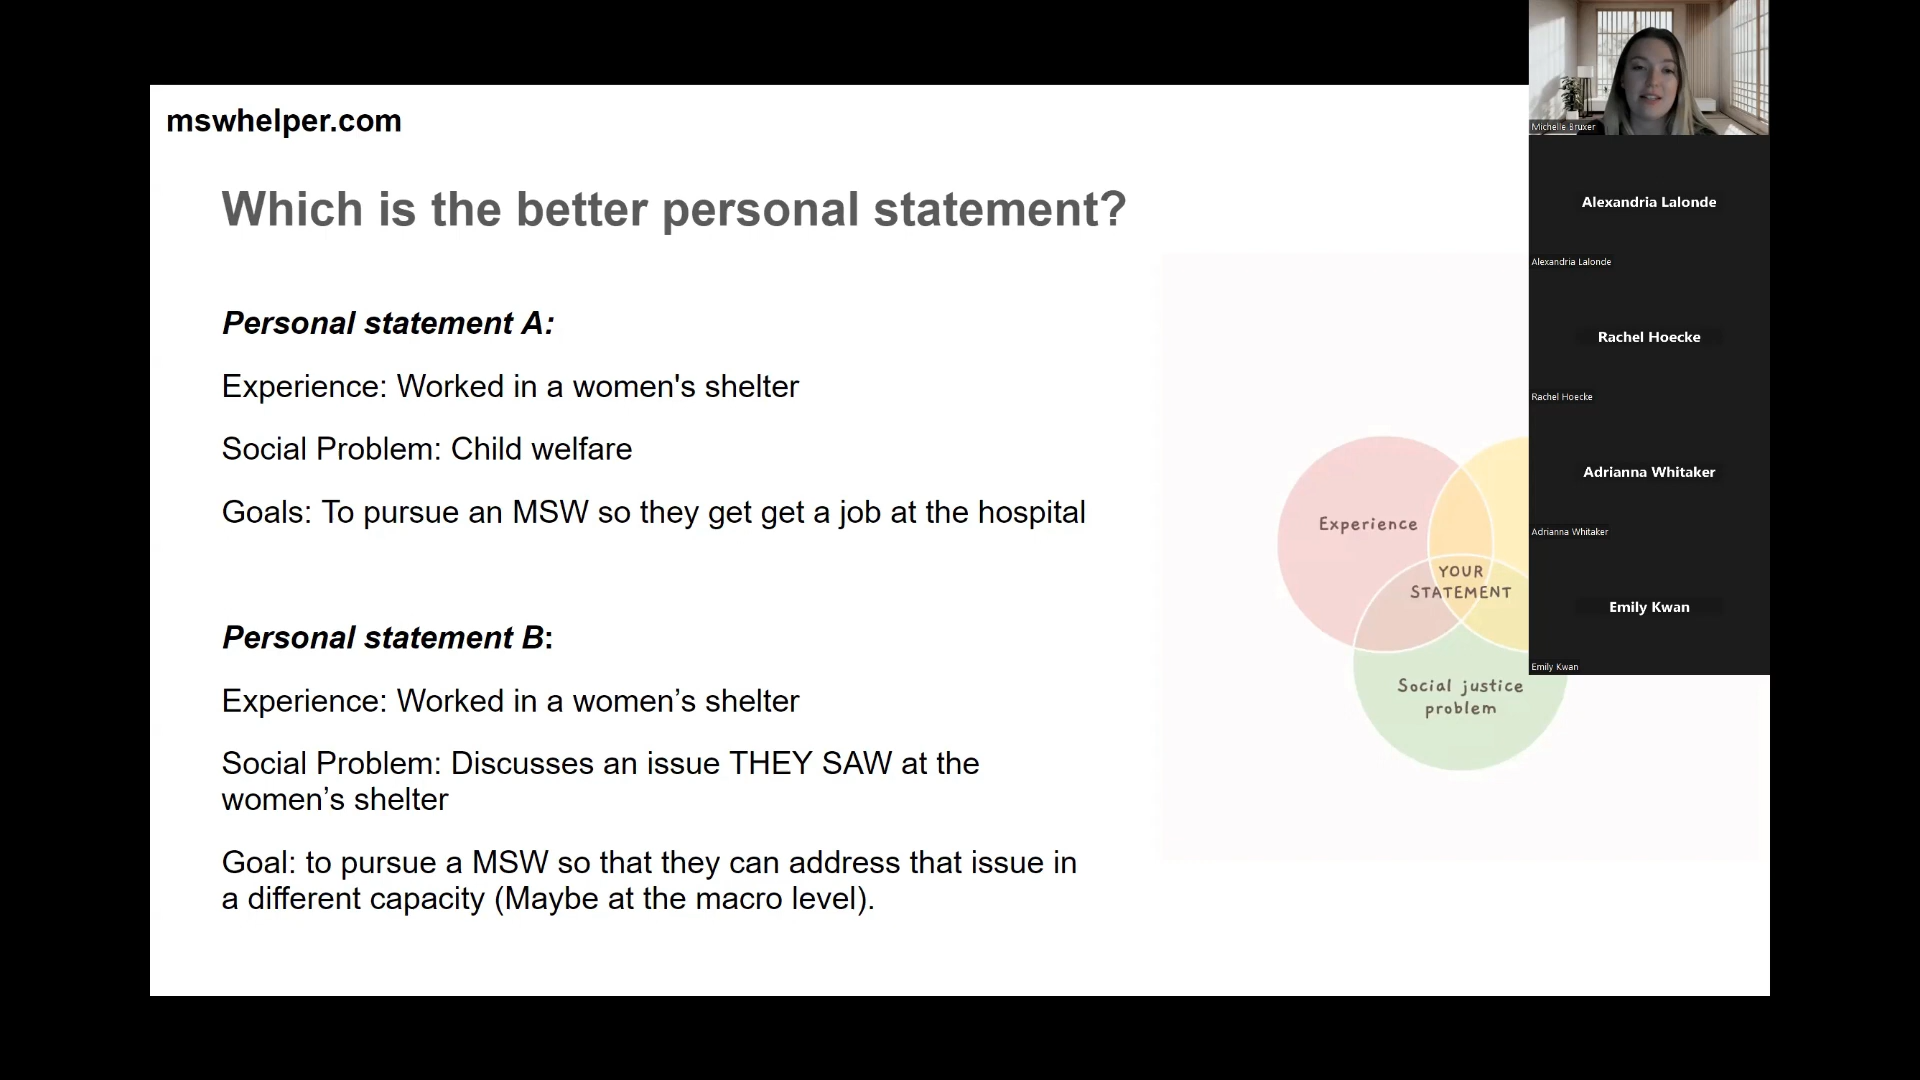 mswhelper.com
Which is the better personal statement?
Personal statement A:
Experience: Worked in a women's shelter
Social Problem: Child welfare
Goals: To pursue an MSW so they get get a job at the hospital
Personal statement B:
Experience: Worked in a women’s shelter
Social Problem: Discusses an issue THEY SAW at the
women’s shelter
Goal: to pursue a MSW so that they can address that issue in
a different capacity (Maybe at the macro level).
Experience
YOUR
STATEMENT
Social justice
problem
Michelle Bruxer
Alexandria Lalonde
Alexandria Lalonde
Rachel Hoecke
Rachel Hoecke
Adrianna Whitaker
Adrianna Whitaker
Emily Kwan
Emily Kwan